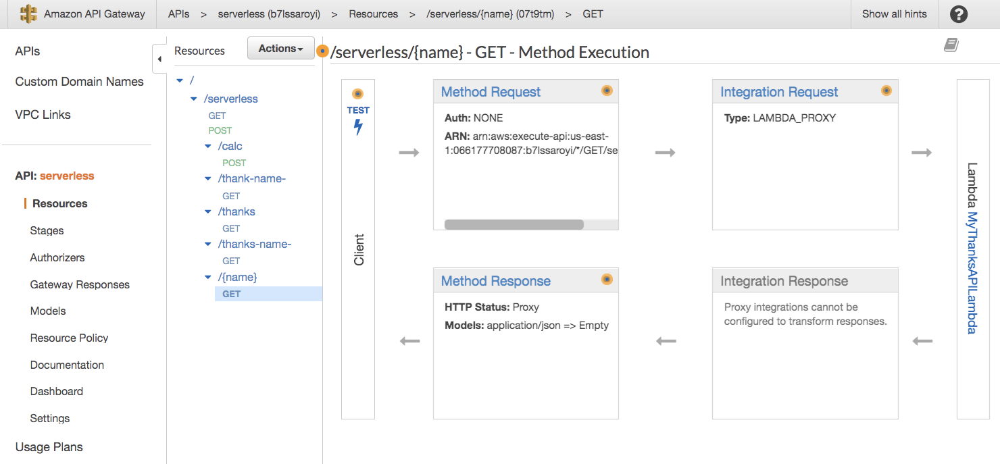 Amazon API Gateway
APIs > serverless (b7lssaroyi) > Resources > /serverless/{name} (07t9tm) > GET
Show all hints
?
APIs
Custom Domain Names
VPC Links
API: serverless
Resources
Stages
Authorizers
Gateway Responses
Models
Resource Policy
Documentation
Dashboard
Settings
Usage Plans
Resources
Actions
/
/serverless
GET
POST
/calc
POST
/thank-name-
GET
/thanks
GET
/thanks-name-
GET
/{name}
GET
/serverless/{name} - GET - Method Execution
TEST
Client
Method Request
Auth: NONE
ARN: arn:aws:execute-api:us-east-
1:066177708087:b7lssaroyi/*/GET/se
Integration Request
Type: LAMBDA_PROXY
Lambda MyThanksAPILambda
Method Response
HTTP Status: Proxy
Models: application/json => Empty
Integration Response
Proxy integrations cannot be
configured to transform responses.